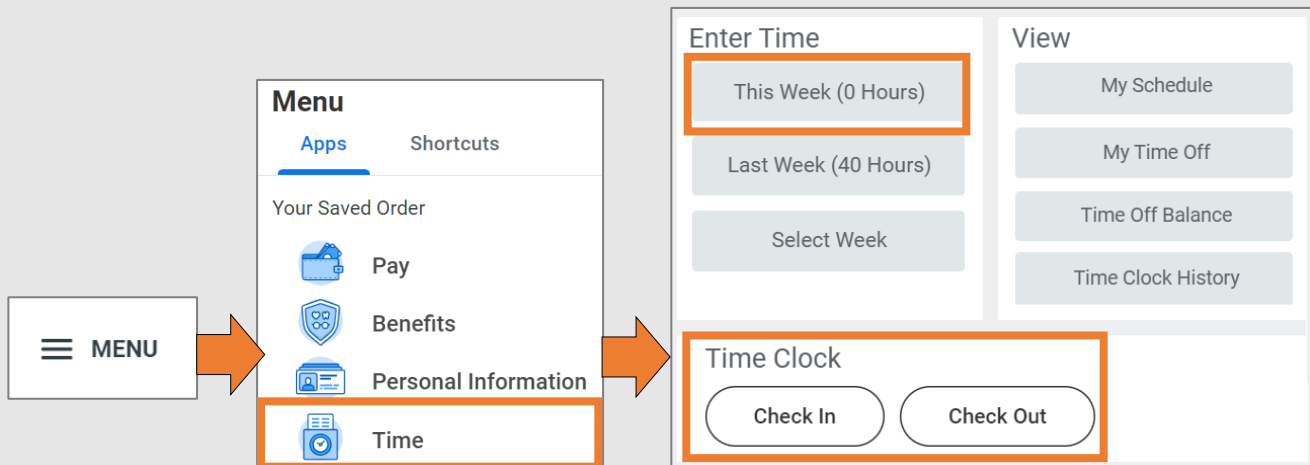 MENU
Menu
Apps Shortcuts
Your Saved Order
Pay
Benefits
Personal Information
Time
Enter Time
This Week (0 Hours)
Last Week (40 Hours)
Select Week
View
My Schedule
My Time Off
Time Off Balance
Time Clock History
Time Clock
Check In Check Out